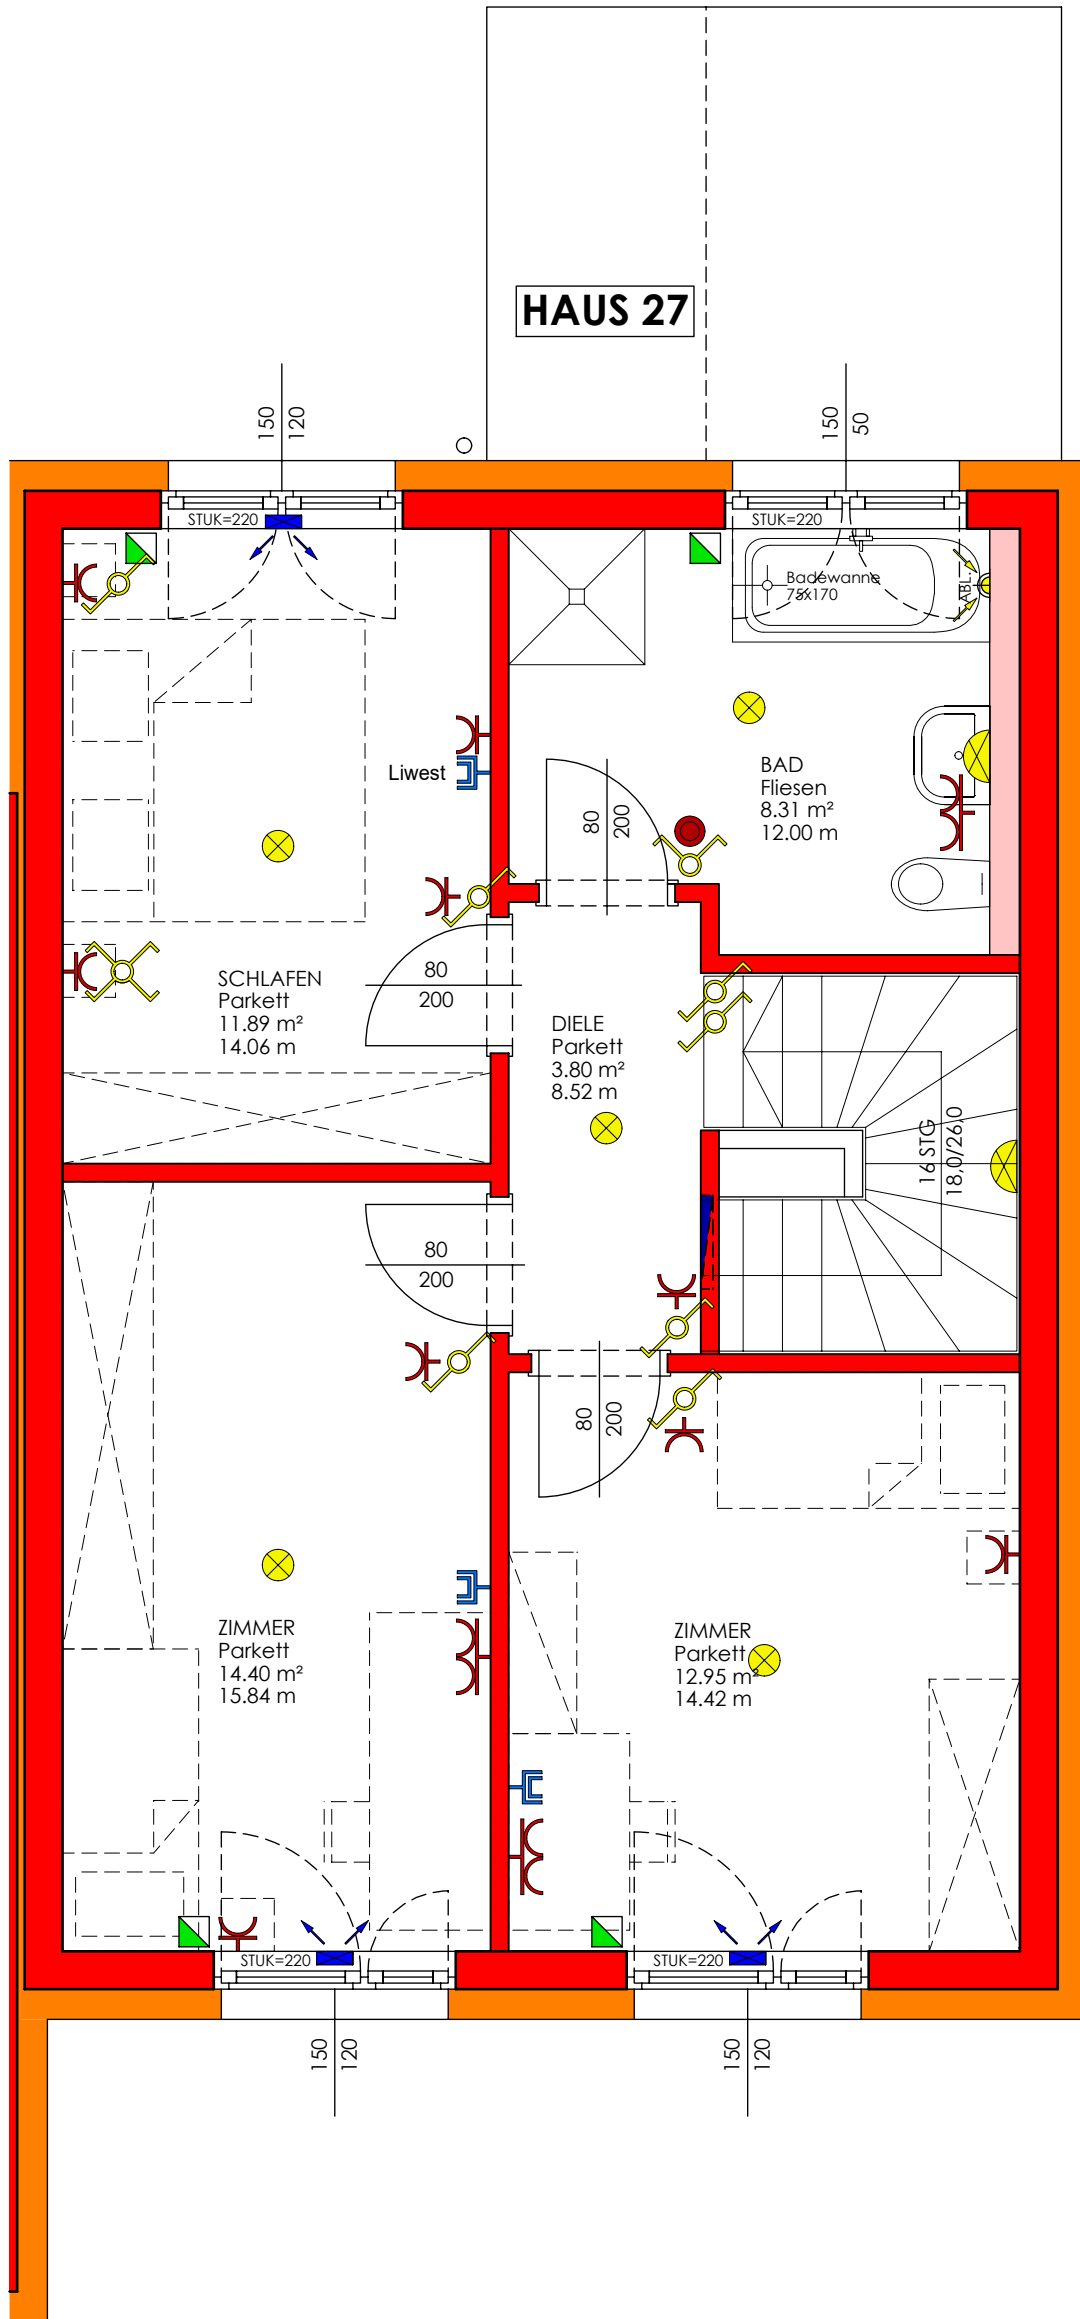 HAUS 27
150
120
150
50
STUK=220
STUK=220
Badewanne
75x170
ABL.
Liwest
BAD
Fliesen
8.31 m²
12.00 m
80
200
SCHLAFEN
Parkett
11.89 m²
14.06 m
80
200
DIELE
Parkett
3.80 m²
8.52 m
16 STG
18,0/26,0
80
200
80
200
ZIMMER
Parkett
14.40 m²
15.84 m
ZIMMER
Parkett
12.95 m²
14.42 m
STUK=220
STUK=220
150
120
150
120